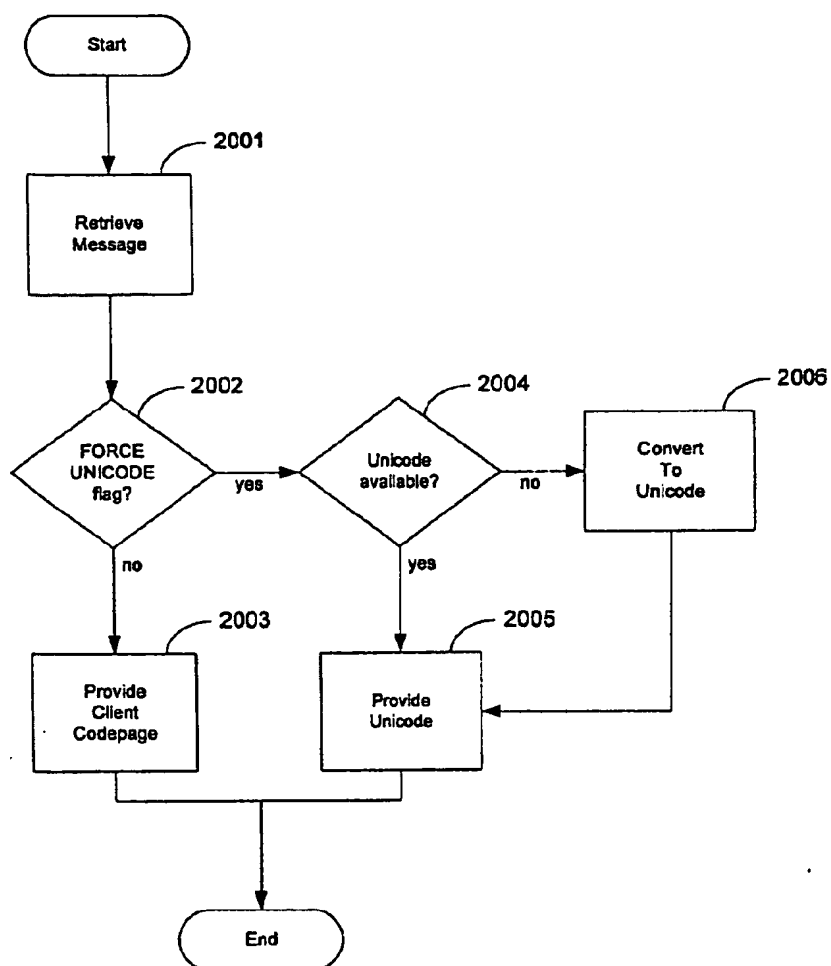 Start
2001
Retrieve
Message
2002
FORCE
UNICODE
flag?
yes
no
2004
Unicode
available?
no
yes
2006
Convert
To
Unicode
2003
Provide
Client
Codepage
2005
Provide
Unicode
End